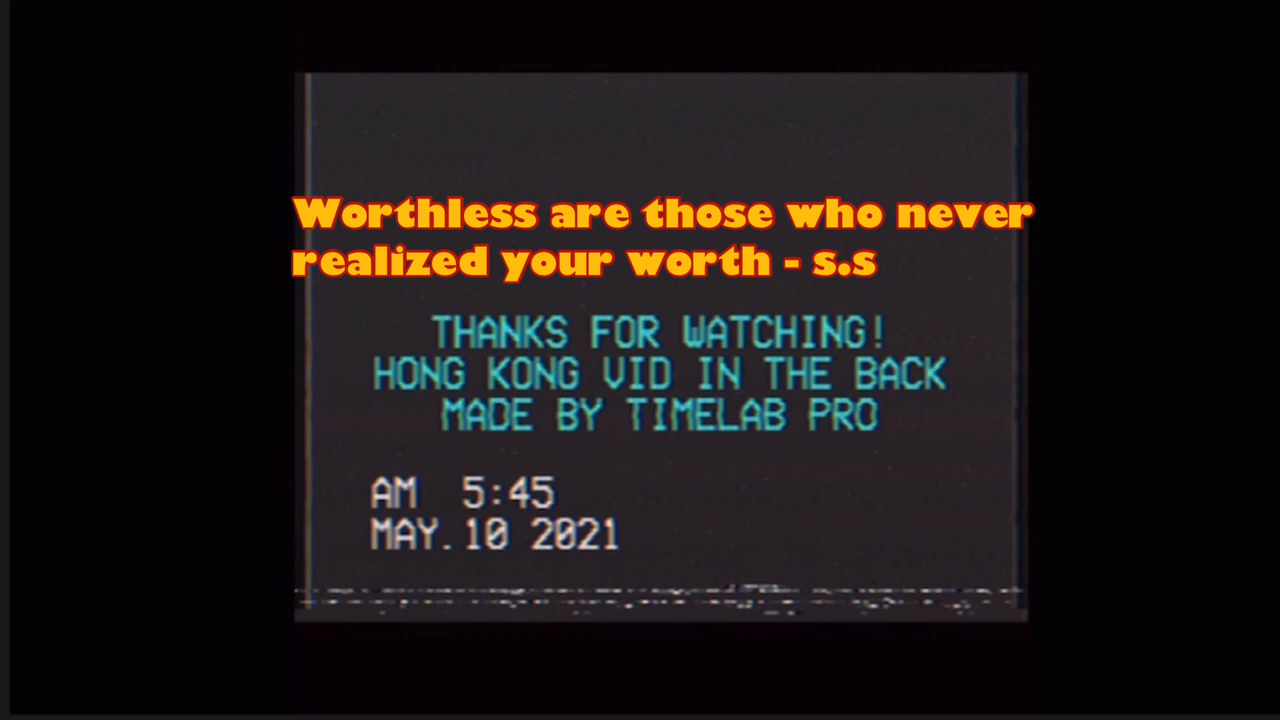 Worthless are those who never
realized your worth - s.s
THANKS FOR WATCHING!
HONG KONG VID IN THE BACK
MADE BY TIMELAB PRO
AM 5:45
MAY.10 2021